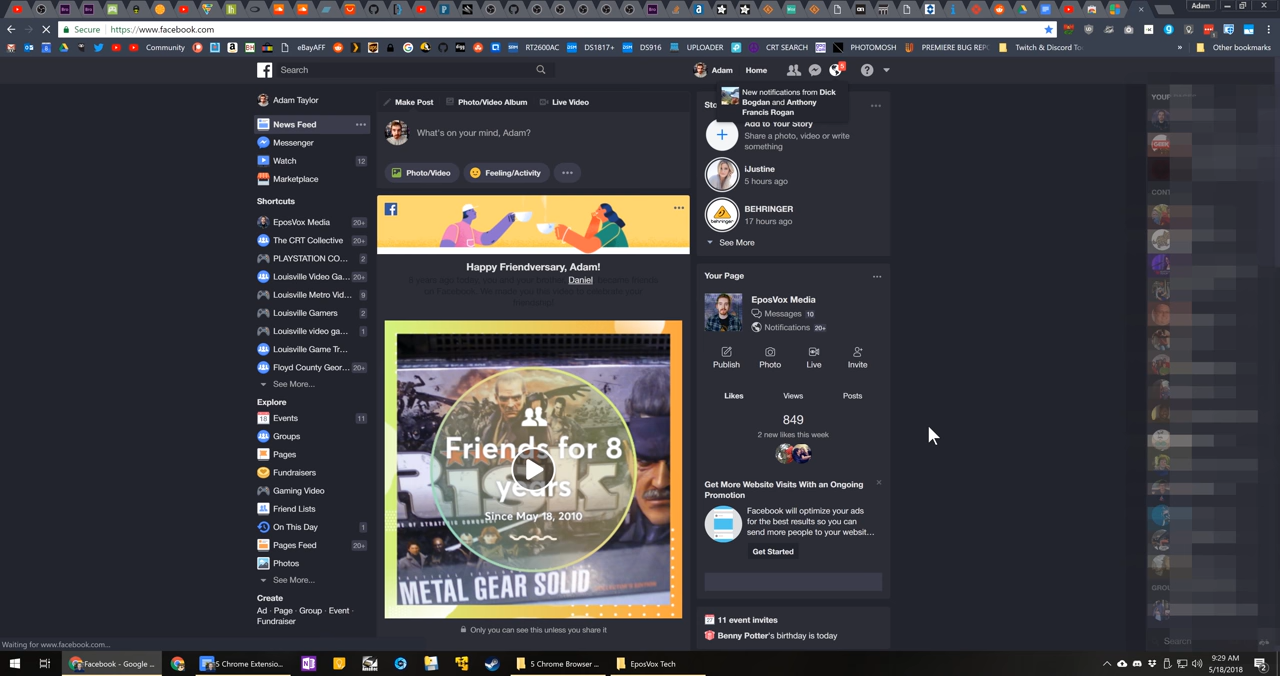 Adam
Secure | https://www.facebook.com
Community
eBayAFF
RT2600AC
DS1817+
DS916
UPLOADER
CRT SEARCH
PHOTOMOSH
PREMIERE BUG REP
Twitch & Discord To
»
Other bookmarks
Search
Adam
Home
5
New notifications from Dick
Bogdan and Anthony
Francis Rogan
Adam Taylor
News Feed
Messenger
Watch 12
Marketplace
Shortcuts
EposVox Media 20+
The CRT Collective 20+
PLAYSTATION CO... 2
Louisville Video Ga... 20+
Louisville Metro Vid... 9
Louisville Gamers 2
Louisville video ga... 1
Louisville Game Tr...
Floyd County Geor... 20+
See More...
Explore
Events 11
Groups
Pages
Fundraisers
Gaming Video
Friend Lists
On This Day 1
Pages Feed 20+
Photos
See More...
Create
Ad · Page · Group · Event ·
Fundraiser
Make Post
Photo/Video Album
Live Video
What's on your mind, Adam?
Photo/Video
Feeling/Activity
Happy Friendversary, Adam!
Daniel
Friends for 8
years
Since May 18, 2010
RISK
METAL GEAR SOLID
Only you can see this unless you share it
Add to Your Story
Share a photo, video or write
something
iJustine
5 hours ago
BEHRINGER
17 hours ago
See More
Your Page
EposVox Media
Messages 10
Notifications 20+
Publish
Photo
Live
Invite
Likes
Views
Posts
849
2 new likes this week
Get More Website Visits With an Ongoing
Promotion
Facebook will optimize your ads
for the best results so you can
send more people to your websit...
Get Started
11 event invites
Benny Potter's birthday is today
Search
Waiting for www.facebook.com...
Facebook - Google ...
5 Chrome Extensio...
5 Chrome Browser ...
EposVox Tech
9:29 AM
5/18/2018
2